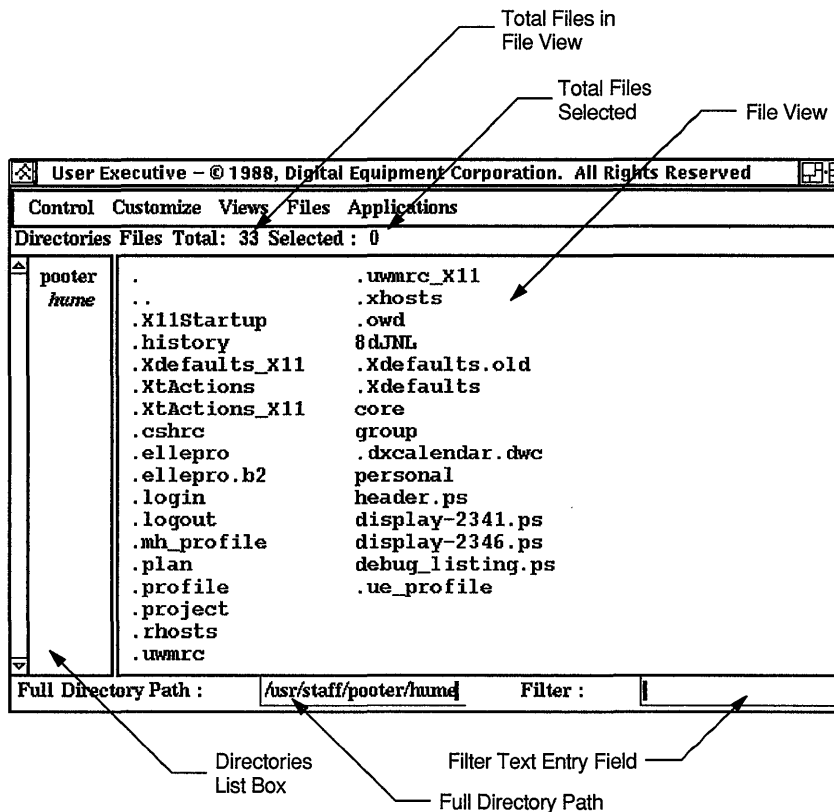 Total Files in
File View
Total Files
Selected
File View
User Executive – © 1988, Digital Equipment Corporation. All Rights Reserved
Control Customize Views Files Applications
Directories Files Total: 33 Selected : 0
pooter
hume
.
..
.X11Startup
.history
.Xdefaults_X11
.XtActions
.XtActions_X11
.cshrc
.ellepro
.ellepro.b2
.login
.logout
.mh_profile
.plan
.profile
.project
.rhosts
.uwmrc
.uwmrc_X11
.xhosts
.owd
8dJNL
.Xdefaults.old
.Xdefaults
core
group
.dxcalendar.dwc
personal
header.ps
display-2341.ps
display-2346.ps
debug_listing.ps
.ue_profile
Full Directory Path : /usr/staff/pooter/hume Filter :
Directories
List Box
Filter Text Entry Field
Full Directory Path